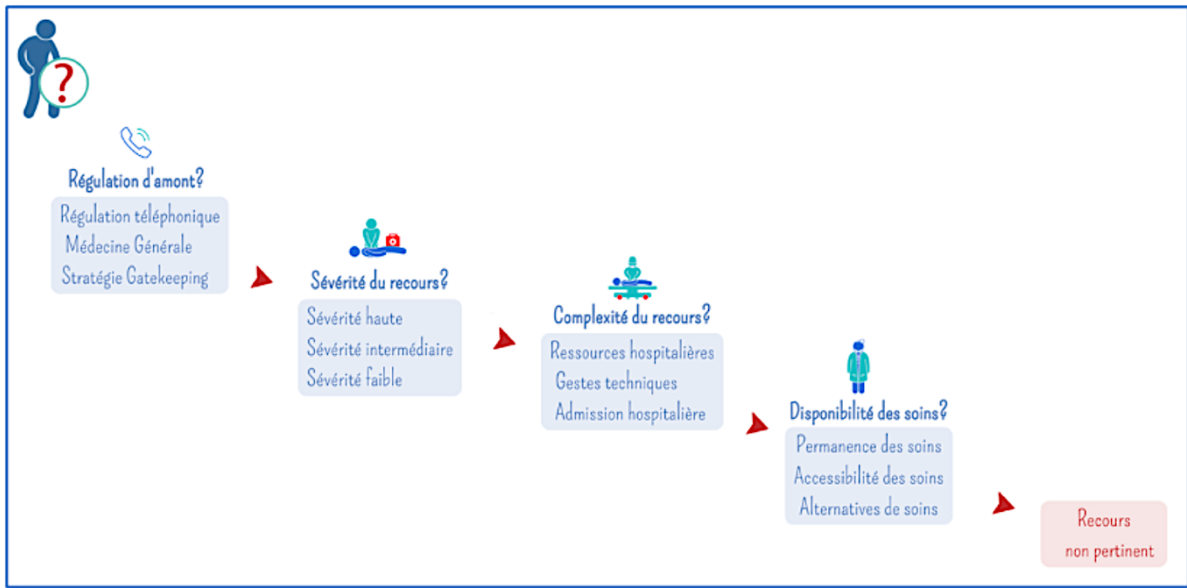 ?
Régulation d'amont?
Régulation téléphonique
Médecine Générale
Stratégie Gatekeeping
Sévérité du recours?
Sévérité haute
Sévérité intermédiaire
Sévérité faible
Complexité du recours?
Ressources hospitalières
Gestes techniques
Admission hospitalière
Disponibilité des soins?
Permanence des soins
Accessibilité des soins
Alternatives de soins
Recours
non pertinent